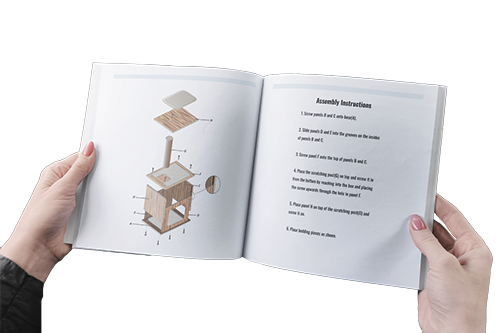 Assembly Instructions
1. Screw panels B and C onto base(A).
2. Slide panels D and E into the grooves on the insides
of panels B and C.
3. Screw panel F onto the top of panels B and C.
4. Place the scratching post(G) on top and screw it in
from the bottom by reaching into the box and placing
the screw upwards through the hole in panel F.
5. Place panel H on top of the scratching post(G) and
screw it on.
6. Place bedding pieces as shown.